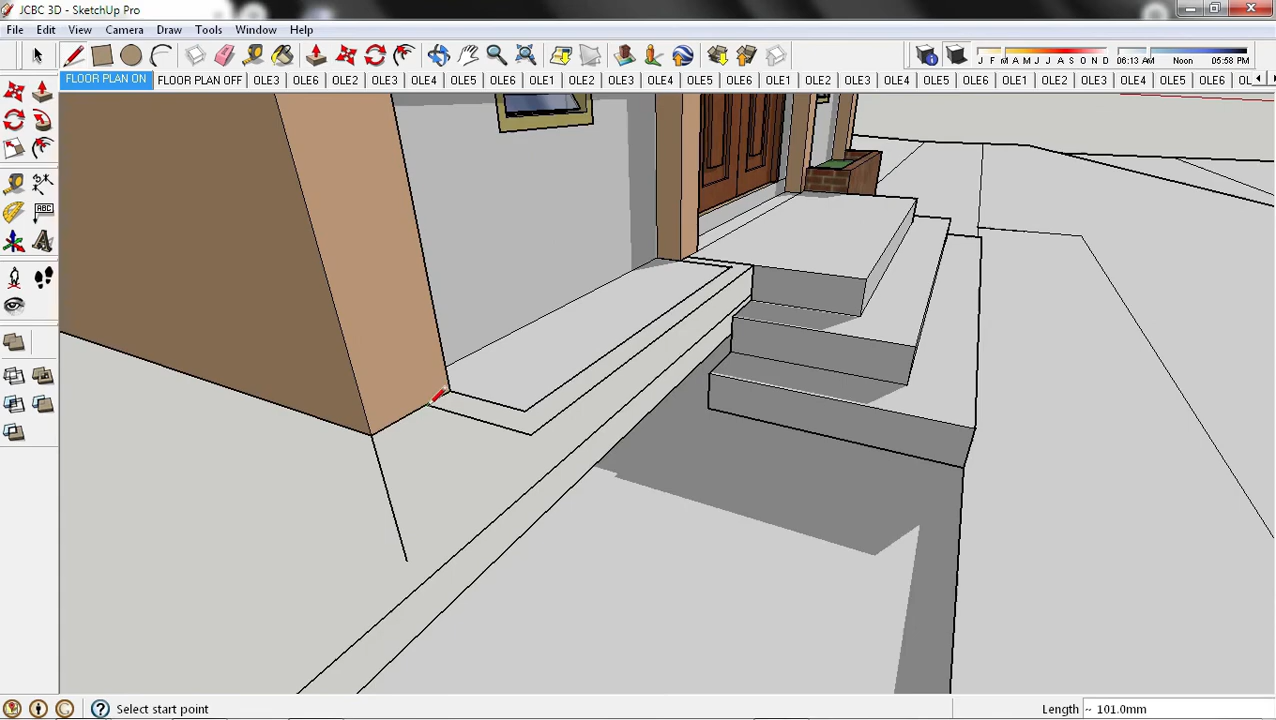 JCBC 3D - SketchUp Pro
File Edit View Camera Draw Tools Window Help
J F M A M J J A S O N D 06:13 AM Noon 05:58 PM
FLOOR PLAN ON FLOOR PLAN OFF OLE3 OLE6 OLE2 OLE3 OLE4 OLE5 OLE6 OLE1 OLE2 OLE3 OLE4 OLE5 OLE6 OLE1 OLE2 OLE3 OLE4 OLE5 OLE1 OLE2 OLE3 OLE4 OLE5 OLE6 OL
ABC
Select start point Length ~ 101.0mm